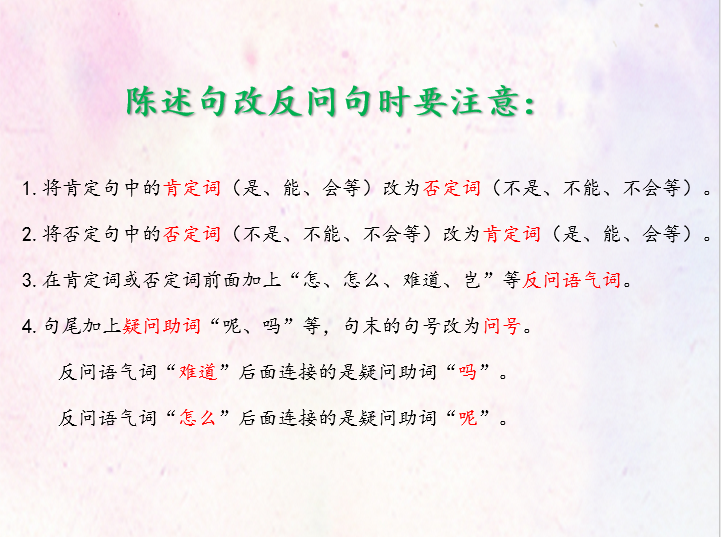 陈述句改反问句时要注意：
1.将肯定句中的肯定词（是、能、会等）改为否定词（不是、不能、不会等）。
2.将否定句中的否定词（不是、不能、不会等）改为肯定词（是、能、会等）。
3.在肯定词或否定词前面加上“怎、怎么、难道、岂”等反问语气词。
4.句尾加上疑问助词“呢、吗”等，句末的句号改为问号。
反问语气词“难道”后面连接的是疑问助词“吗”。
反问语气词“怎么”后面连接的是疑问助词“呢”。